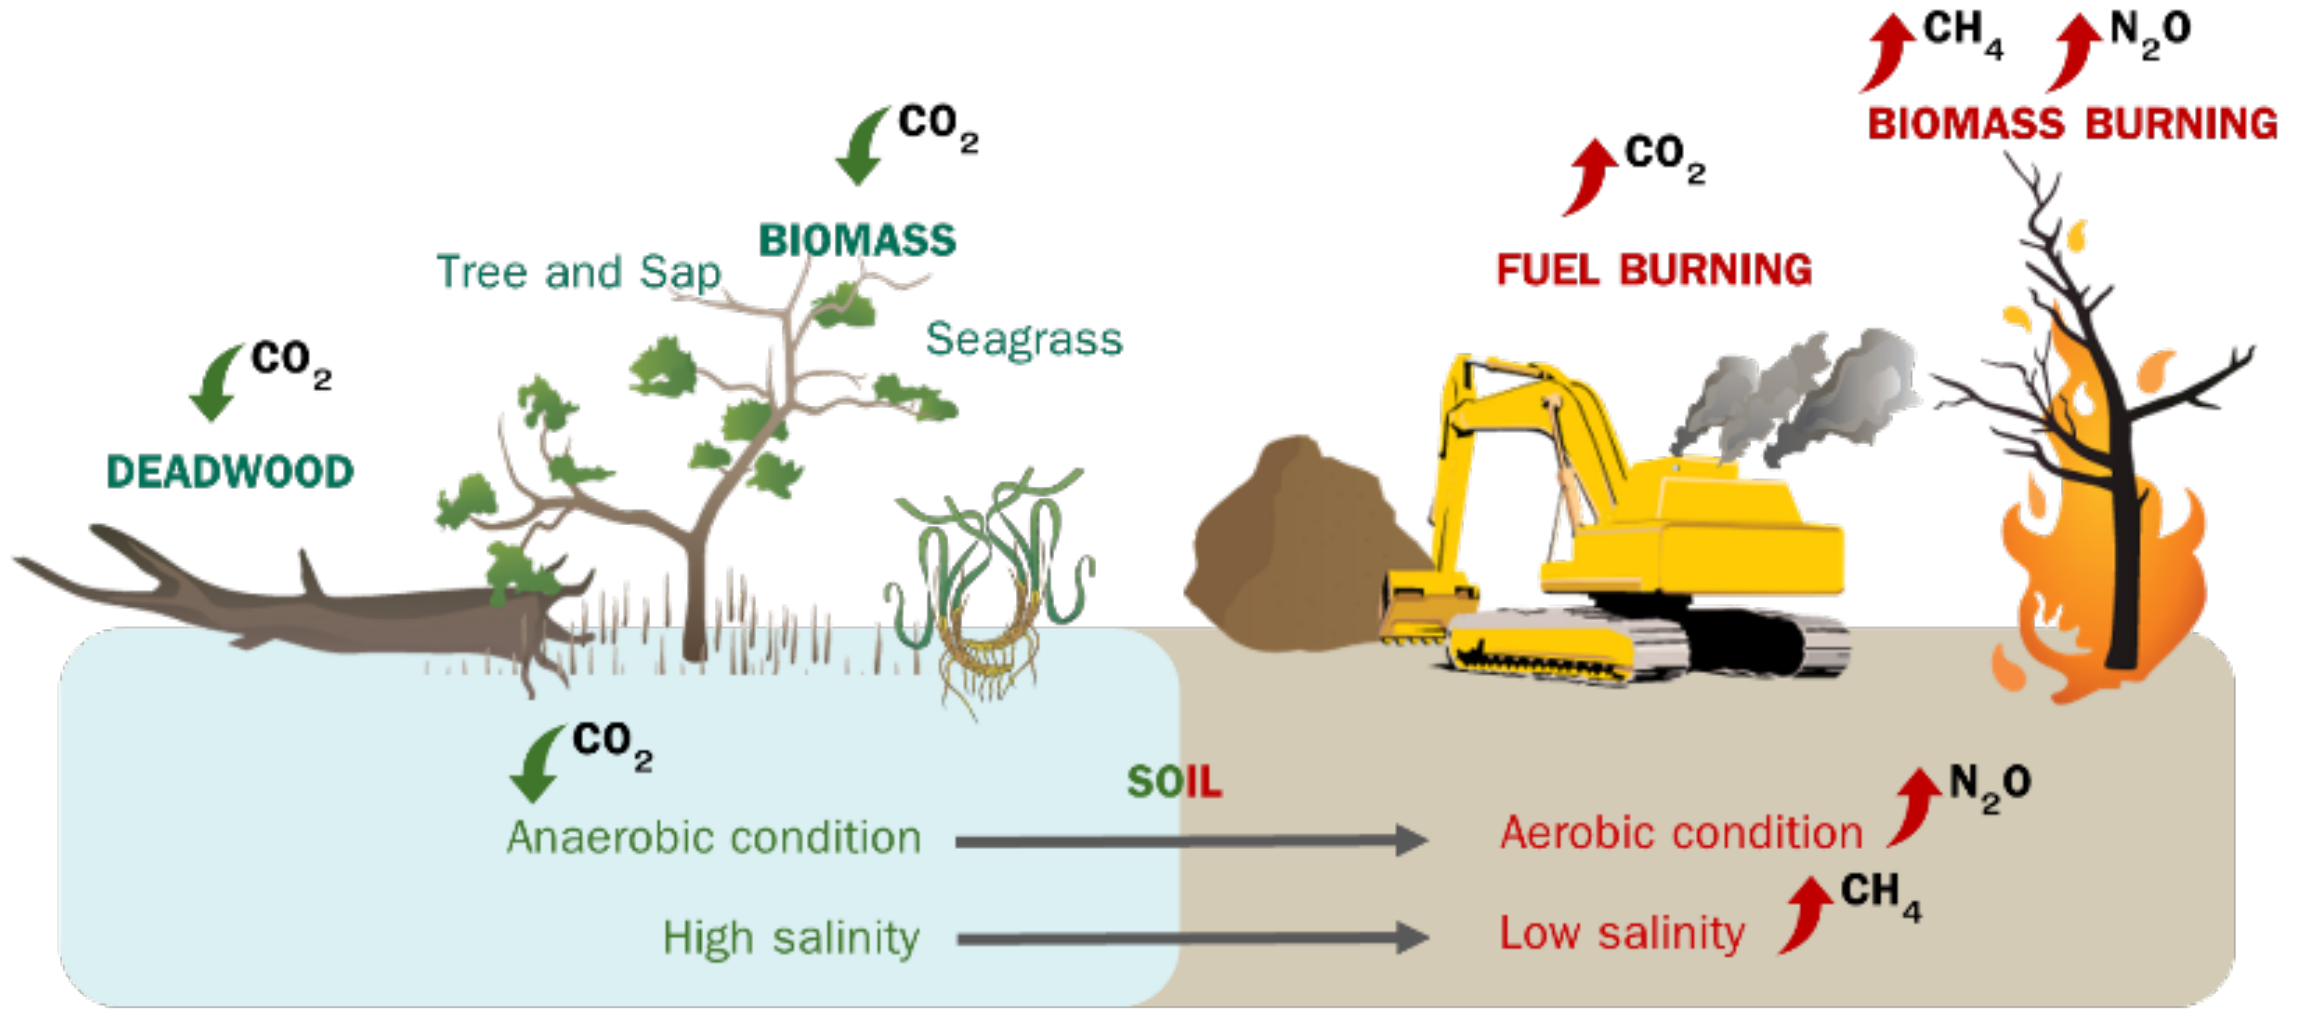 CH4 N2O
BIOMASS BURNING
CO2
CO2
FUEL BURNING
BIOMASS
Tree and Sap
Seagrass
CO2
DEADWOOD
CO2
SOIL
Anaerobic condition
Aerobic condition
N2O
High salinity
Low salinity
CH4